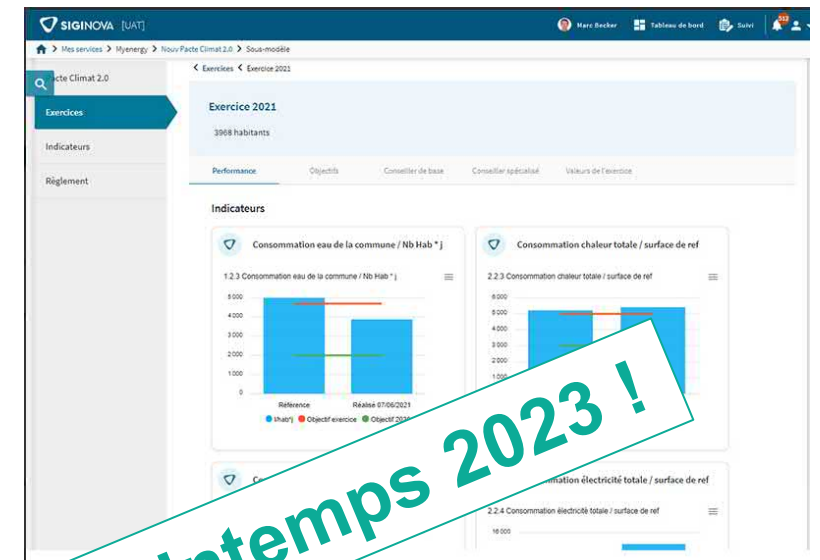 SIGINOVA [UAT]
Marc Becker
Tableau de bord
Suivi
Mes services > Myenergy > Nouv Pacte Climat 2.0 > Sous-modèle
cte Climat 2.0
Exercices
Indicateurs
Règlement
Exercices
Exercice 2021
Exercice 2021
3968 habitants
Performance
Objectifs
Conseiller de base
Conseiller spécialisé
Valeurs de l'exercice
Indicateurs
Consommation eau de la commune / Nb Hab * j
1.2.3 Consommation eau de la commune / Nb Hab * j
5 000
4 000
3 000
2 000
1 000
0
Référence
Réalisé 07/06/2021
l/hab*j
Objectif exercice
Objectif
Consommation chaleur totale / surface de ref
2.2.3 Consommation chaleur totale / surface de ref
6 000
5 000
4 000
3 000
2 000
1 000
ntemps 2023 !
mation électricité totale / surface de ref
2.2.4 Consommation électricité totale / surface de ref
16 000